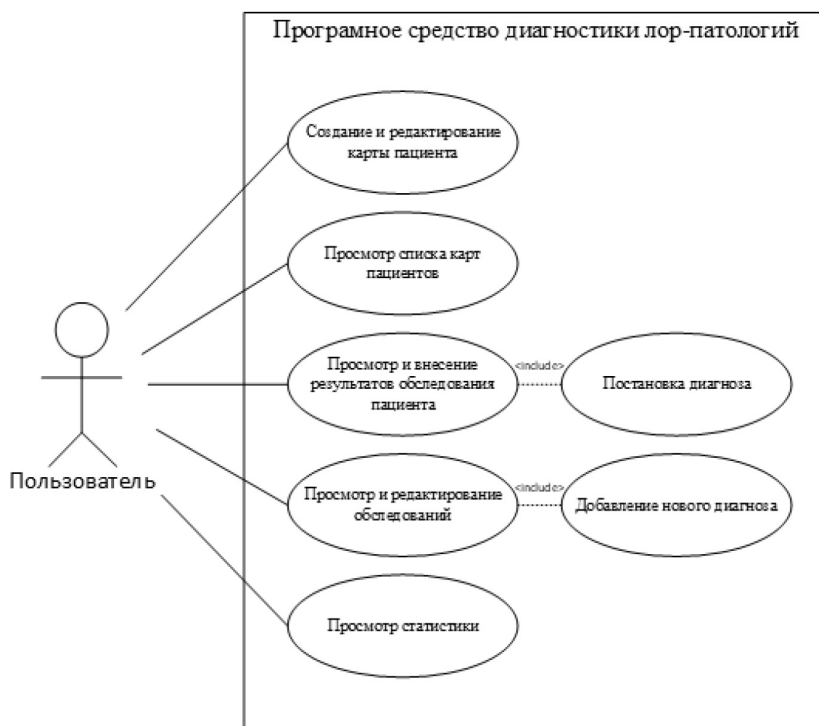 Програмное средство диагностики лор-патологий
Создание и редактирование
карты пациента
Просмотр списка карт
пациентов
Просмотр и внесение
результатов обследования
пациента
<include>
Постановка диагноза
Пользователь
Просмотр и редактирование
обследований
<include>
Добавление нового диагноза
Просмотр статистики